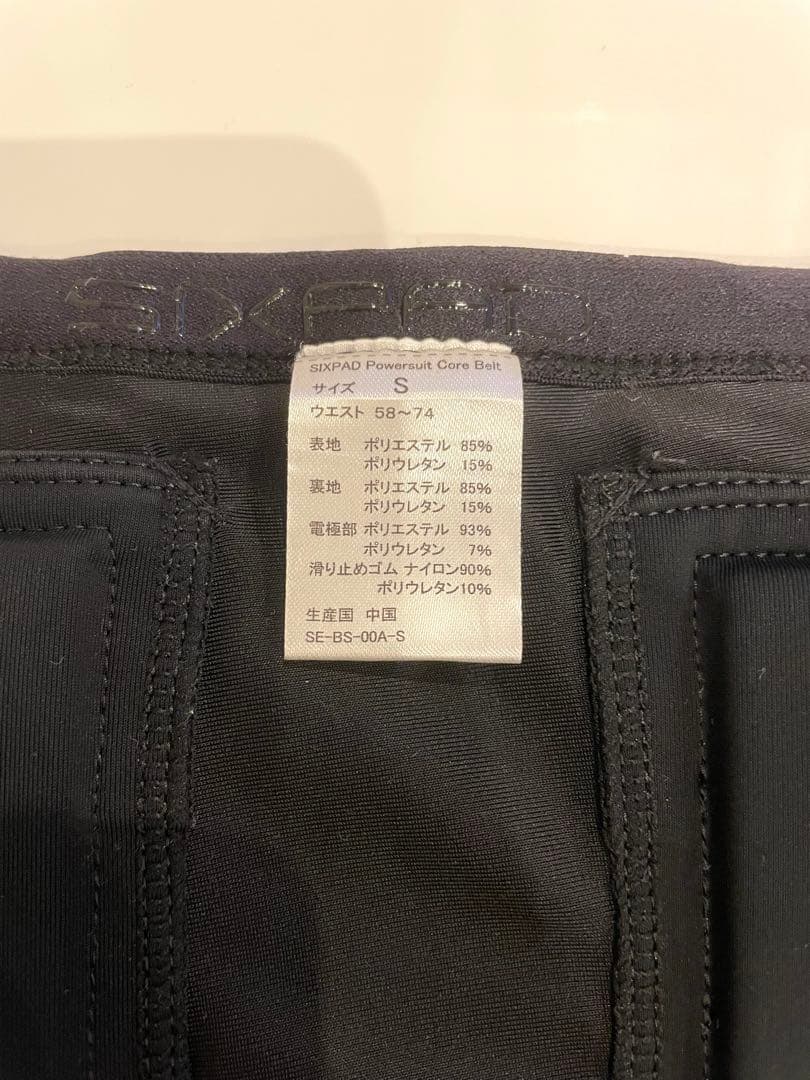 SIXPAD
SIXPAD Powersuit Core Belt
サイズ S
ウエスト 58～74
表地 ポリエステル 85%
ポリウレタン 15%
裏地 ポリエステル 85%
ポリウレタン 15%
電極部 ポリエステル 93%
ポリウレタン 7%
滑り止めゴム ナイロン90%
ポリウレタン10%
生産国 中国
SE-BS-00A-S